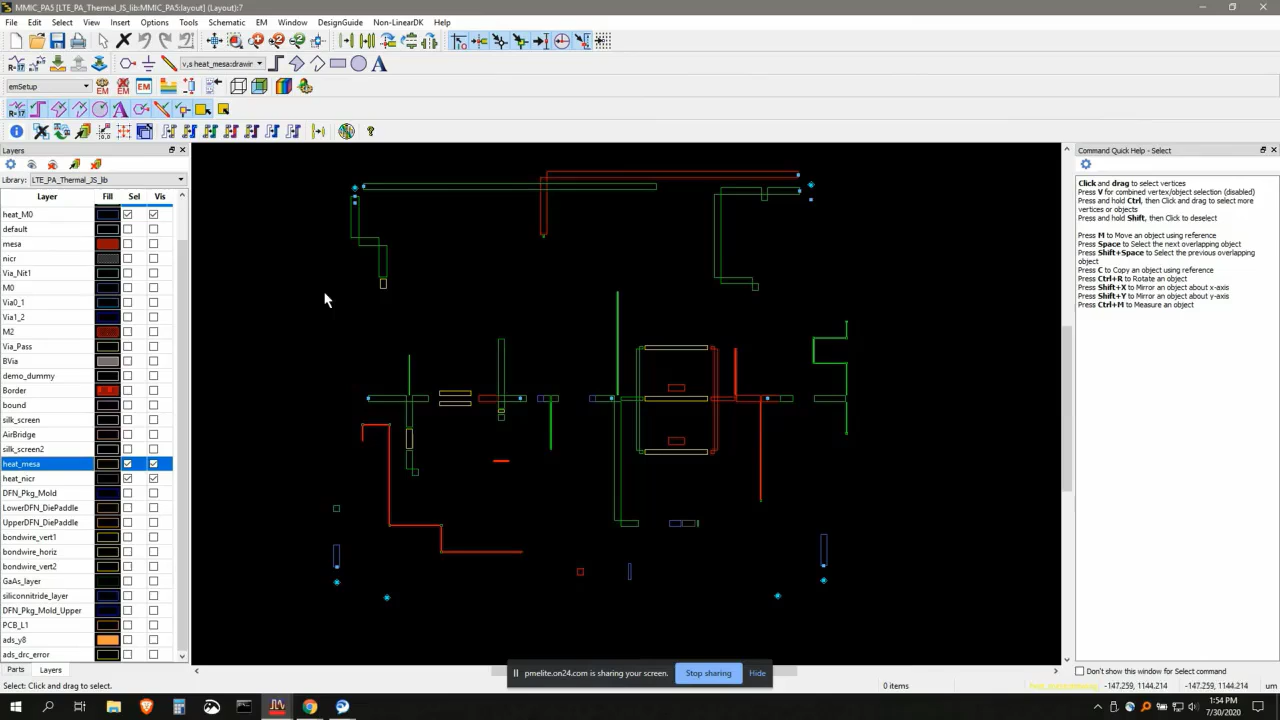 MMIC_PA5 [LTE_PA_Thermal_JS_lib:MMIC_PA5:layout] (Layout):7
File Edit Select View Insert Options Tools Schematic EM Window DesignGuide Non-LinearDK Help
v,s heat_mesa:drawin
emSetup
EM EM EM
R=17
Layers
Library: LTE_PA_Thermal_JS_lib
Layer Fill Sel Vis
heat_M0
default
mesa
nicr
Via_Nit1
M0
Via0_1
Via1_2
M2
Via_Pass
BVia
demo_dummy
Border
bound
silk_screen
AirBridge
silk_screen2
heat_mesa
heat_nicr
DFN_Pkg_Mold
LowerDFN_DiePaddle
UpperDFN_DiePaddle
bondwire_vert1
bondwire_horiz
bondwire_vert2
GaAs_layer
siliconnitride_layer
DFN_Pkg_Mold_Upper
PCB_L1
ads_y8
ads_drc_error
Parts Layers
Command Quick Help - Select
Click and drag to select vertices
Press V for combined vertex/object selection (disabled)
Press and hold Ctrl, then Click and drag to select more
vertices or objects
Press and hold Shift, then Click to deselect
Press M to Move an object using reference
Press Space to Select the next overlapping object
Press Shift+Space to Select the previous overlapping
object
Press C to Copy an object using reference
Press Ctrl+R to Rotate an object
Press Shift+X to Mirror an object about x-axis
Press Shift+Y to Mirror an object about y-axis
Press Ctrl+M to Measure an object
Don't show this window for Select command
pmelite.on24.com is sharing your screen. Stop sharing Hide
Select: Click and drag to select. 0 items -147.259, 1144.214 -147.259, 1144.214 um
1:54 PM
7/30/2020